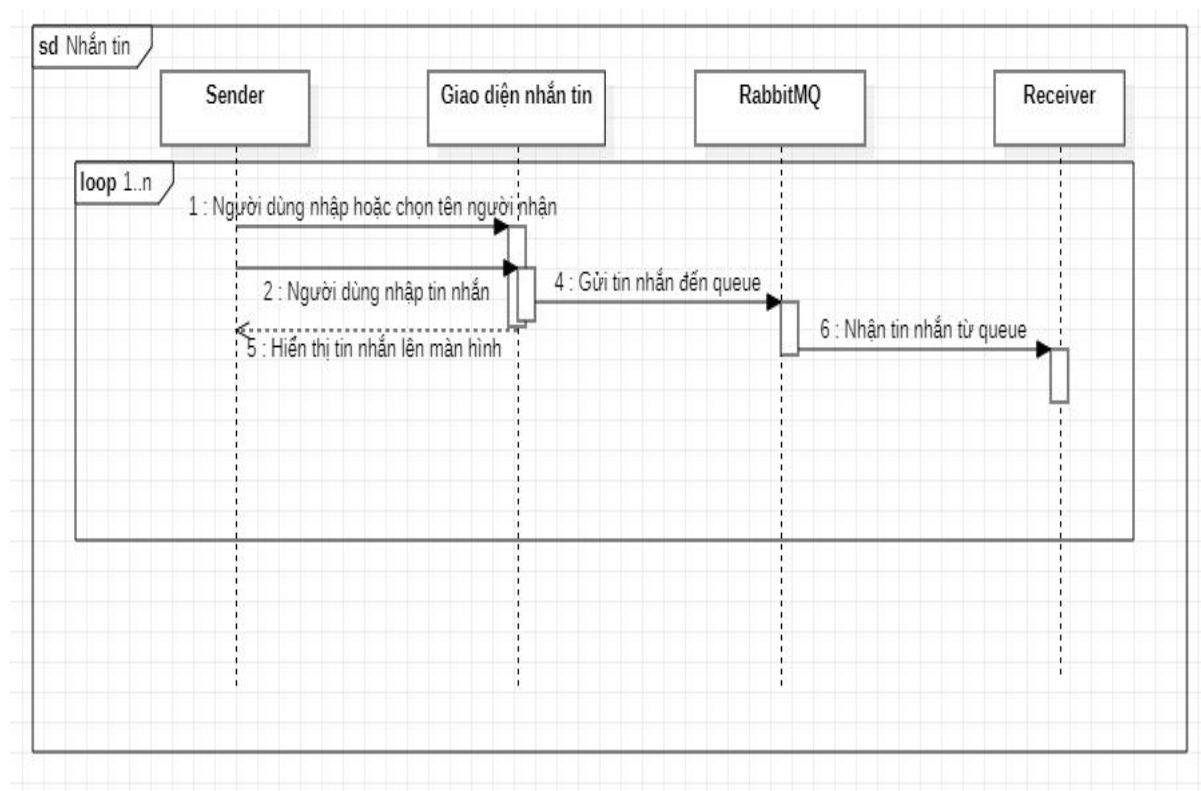 sd Nhắn tin
Sender
Giao diện nhắn tin
RabbitMQ
Receiver
loop 1..n
1 : Người dùng nhập hoặc chọn tên người nhận
2 : Người dùng nhập tin nhắn
4 : Gửi tin nhắn đến queue
6 : Nhận tin nhắn từ queue
5 : Hiển thị tin nhắn lên màn hình